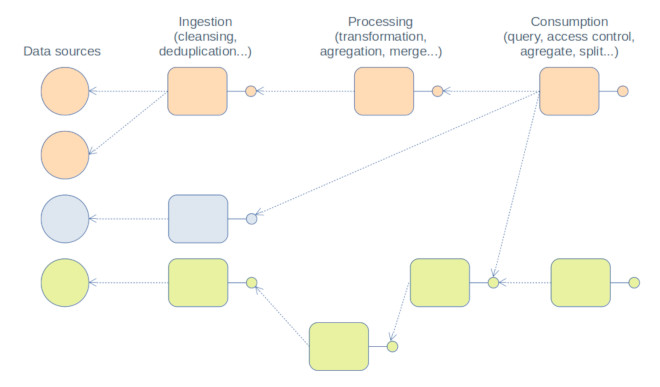 Data sources
Ingestion
(cleansing,
deduplication...)
Processing
(transformation,
agregation, merge...)
Consumption
(query, access control,
agregate, split...)